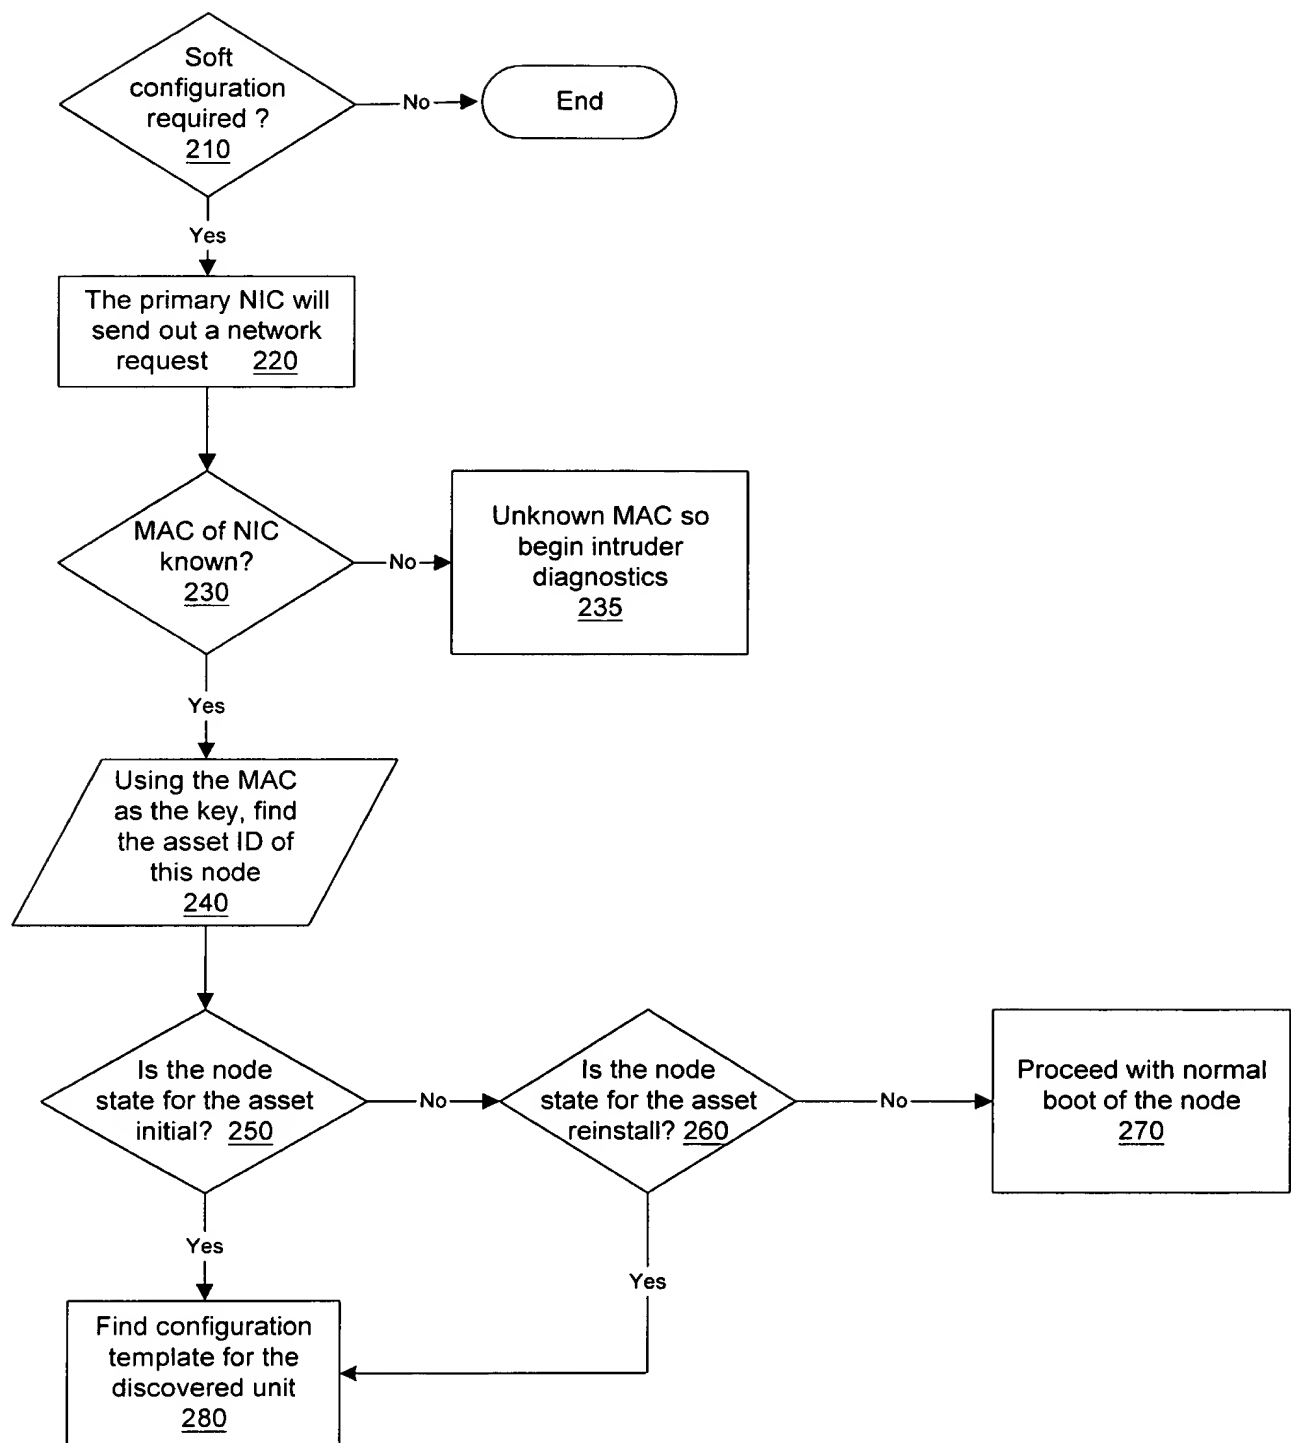 Soft
configuration
required ?
210
No
End
Yes
The primary NIC will
send out a network
request 220
MAC of NIC
known?
230
No
Unknown MAC so
begin intruder
diagnostics
235
Yes
Using the MAC
as the key, find
the asset ID of
this node
240
Is the node
state for the asset
initial? 250
No
Is the node
state for the asset
reinstall? 260
No
Proceed with normal
boot of the node
270
Yes
Yes
Find configuration
template for the
discovered unit
280